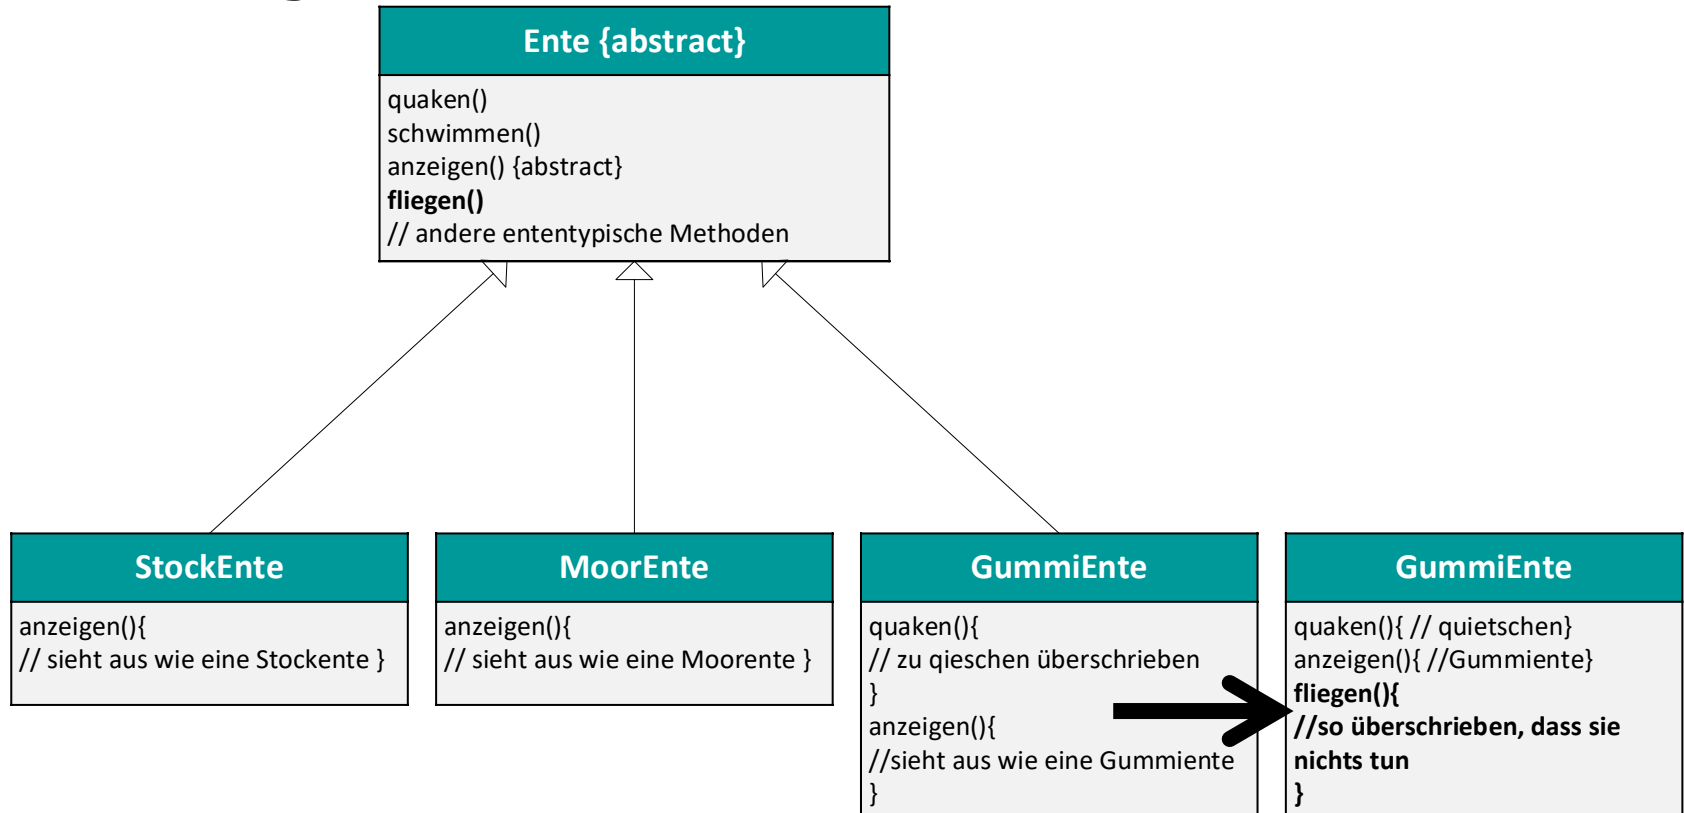 Ente {abstract}
quaken()
schwimmen()
anzeigen() {abstract}
fliegen()
// andere ententypische Methoden
StockEnte
anzeigen(){
// sieht aus wie eine Stockente }
MoorEnte
anzeigen(){
// sieht aus wie eine Moorente }
GummiEnte
quaken(){
// zu qieschen überschrieben
}
anzeigen(){
//sieht aus wie eine Gummiente
}
GummiEnte
quaken(){ // quietschen}
anzeigen(){ //Gummiente}
fliegen(){
//so überschrieben, dass sie
nichts tun
}